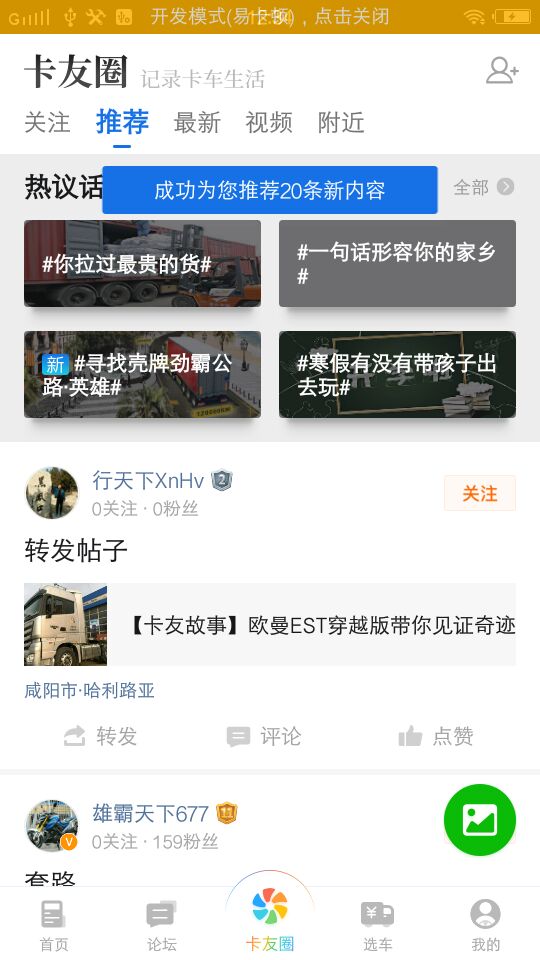 开发模式(易卡顿)，点击关闭
卡友圈 记录卡车生活
关注 推荐 最新 视频 附近
热议话
成功为您推荐20条新内容
全部
#你拉过最贵的货#
#一句话形容你的家乡
#
新 #寻找壳牌劲霸公
路·英雄#
#寒假有没有带孩子出
去玩#
行天下XnHv 2
0关注 · 0粉丝
关注
转发帖子
【卡友故事】欧曼EST穿越版带你见证奇迹
咸阳市·哈利路亚
转发 评论 点赞
雄霸天下677 11
0关注 · 159粉丝
V
套路
首页 论坛 卡友圈 选车 我的